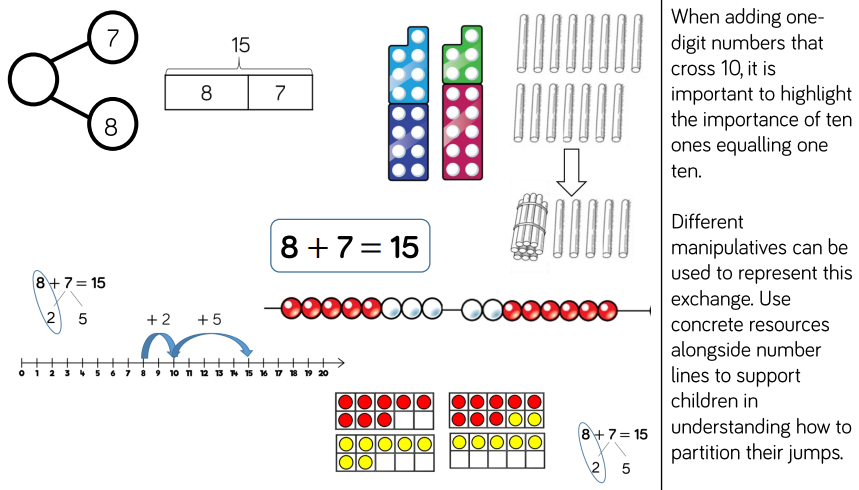 7
8
15
8 7
8 + 7 = 15
8 + 7 = 15
2 5
+ 2 + 5
0 1 2 3 4 5 6 7 8 9 10 11 12 13 14 15 16 17 18 19 20
8 + 7 = 15
2 5
When adding one-
digit numbers that
cross 10, it is
important to highlight
the importance of ten
ones equalling one
ten.
Different
manipulatives can be
used to represent this
exchange. Use
concrete resources
alongside number
lines to support
children in
understanding how to
partition their jumps.